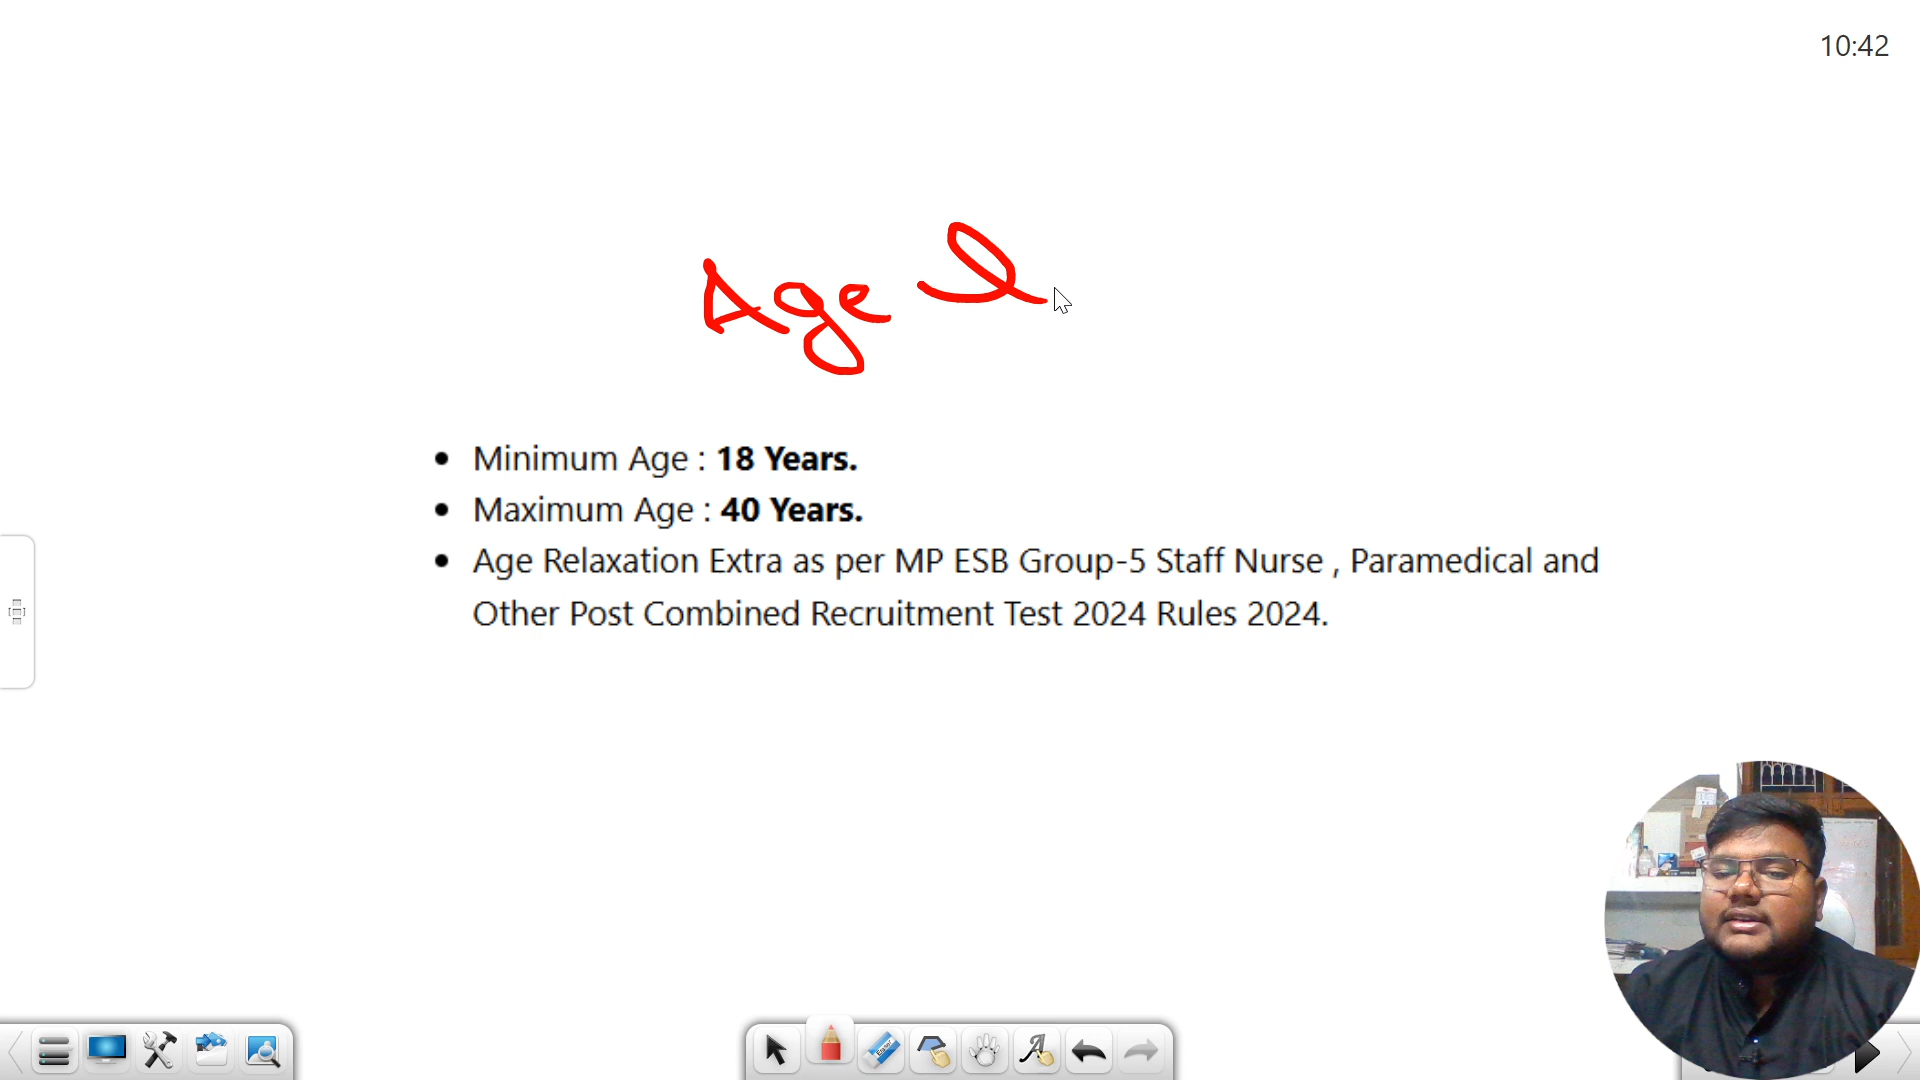 10:42
Age
• Minimum Age : 18 Years.
• Maximum Age : 40 Years.
• Age Relaxation Extra as per MP ESB Group-5 Staff Nurse , Paramedical and
Other Post Combined Recruitment Test 2024 Rules 2024.